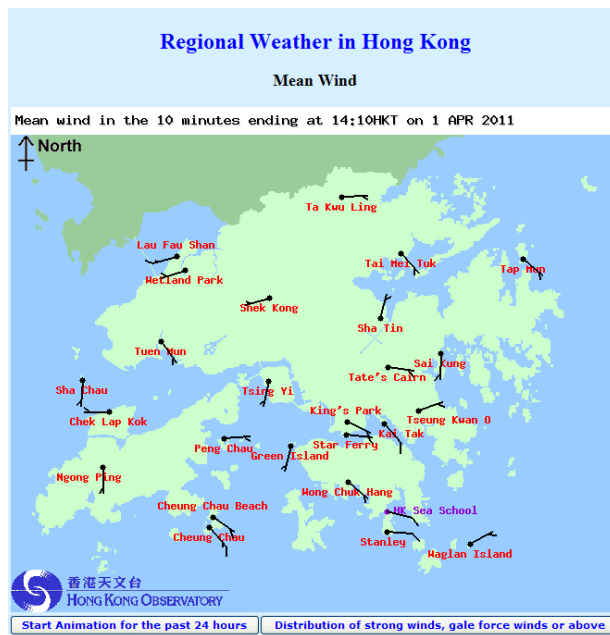 Regional Weather in Hong Kong
Mean Wind
Mean wind in the 10 minutes ending at 14:10HKT on 1 APR 2011
North
Ta Kwu Ling
Lau Fau Shan
Tai Mei Tuk
Tap Mun
Wetland Park
Shek Kong
Sha Tin
Tuen Mun
Sai Kung
Tate's Cairn
Sha Chau
Tsing Yi
Chek Lap Kok
King's Park
Tseung Kwan O
Kai Tak
Peng Chau
Star Ferry
Green Island
Ngong Ping
Wong Chuk Hang
Cheung Chau Beach
HK Sea School
Cheung Chau
Stanley
Waglan Island
香港天文台
HONG KONG OBSERVATORY
Start Animation for the past 24 hours
Distribution of strong winds, gale force winds or above